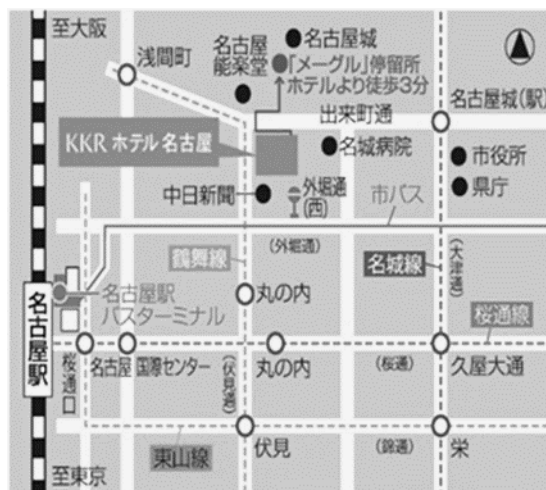 至大阪
浅間町
名古屋
能楽堂
名古屋城
「メーグル」停留所
ホテルより徒歩3分
出来町通
名古屋城(駅)
KKR ホテル 名古屋
名城病院
市役所
県庁
中日新聞
外堀通
(西)
市バス
(外堀通)
鶴舞線
名城線
(大津通)
名古屋駅
バスターミナル
丸の内
桜通線
名古屋駅
桜通口
名古屋
国際センター
(伏見通)
丸の内
(桜通)
久屋大通
東山線
伏見
(錦通)
栄
至東京